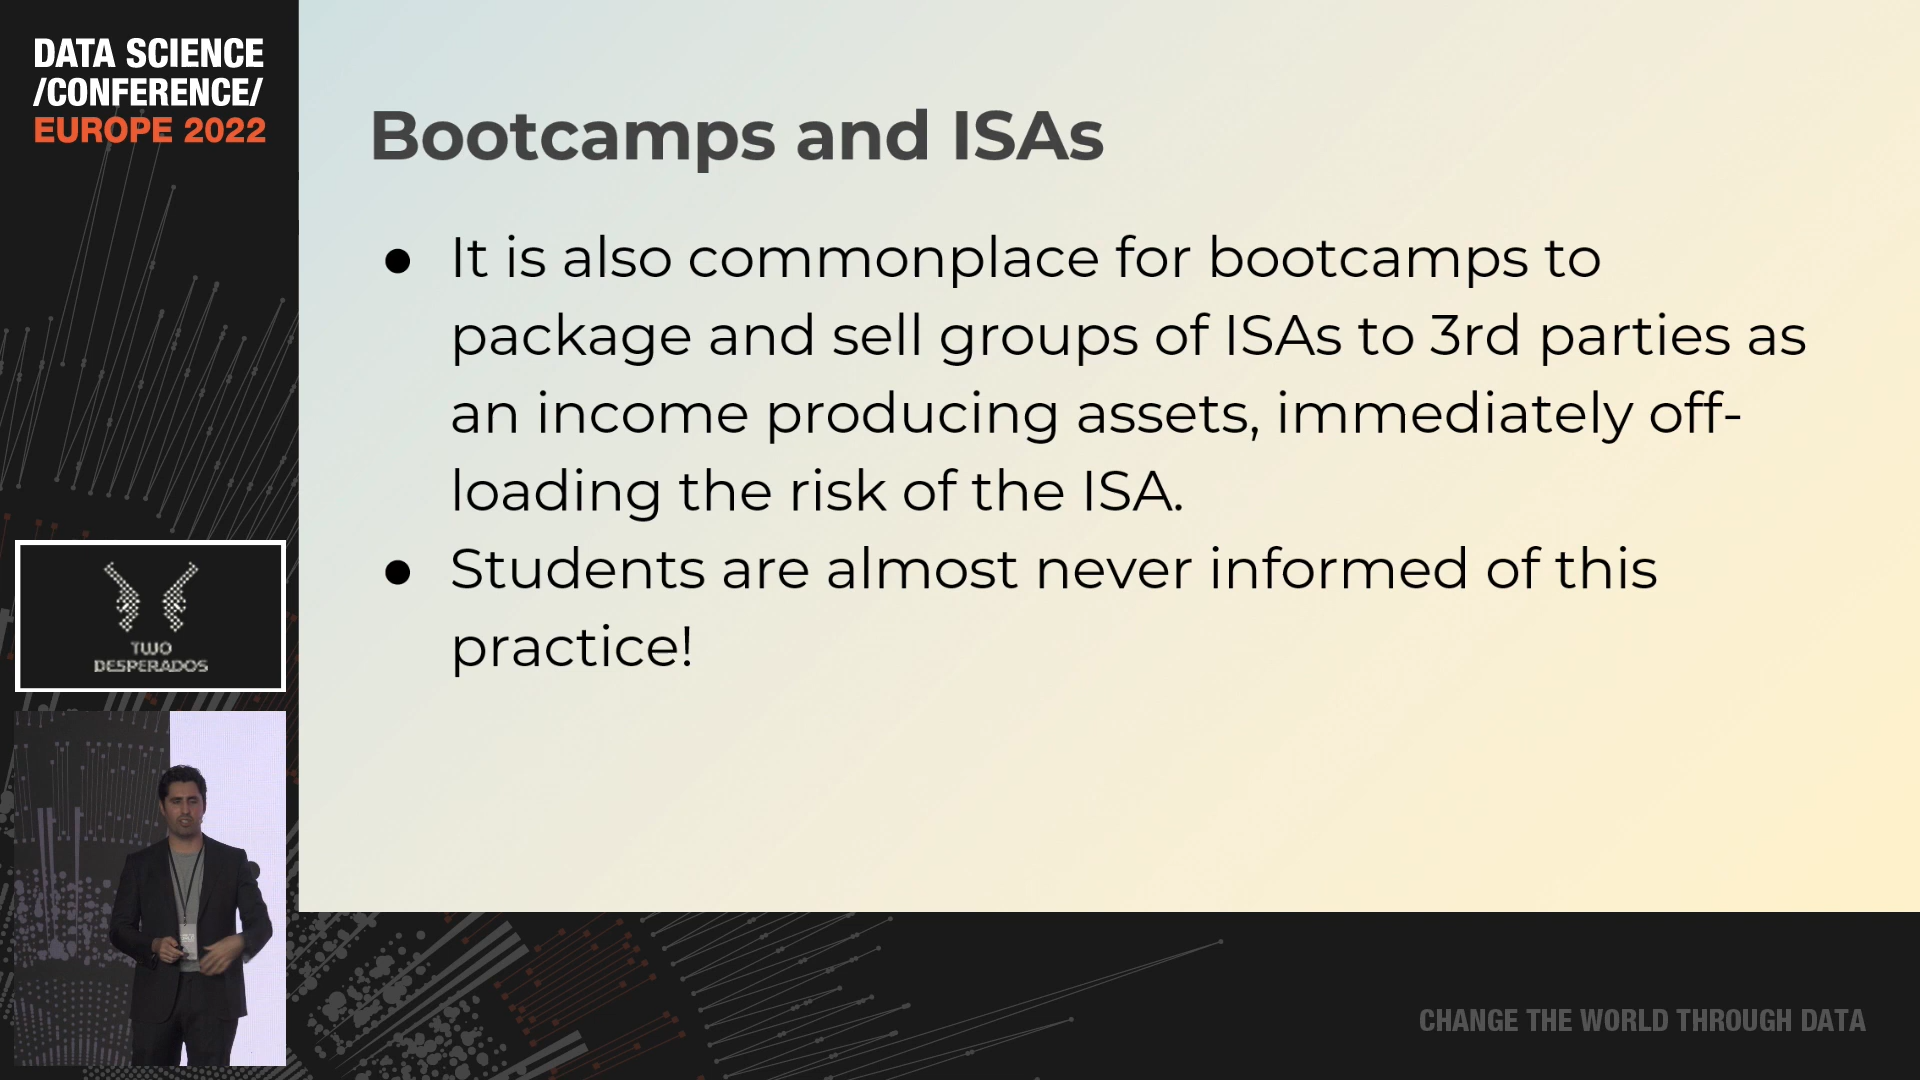 DATA SCIENCE
/CONFERENCE/
EUROPE 2022
Bootcamps and ISAs
● It is also commonplace for bootcamps to
package and sell groups of ISAs to 3rd parties as
an income producing assets, immediately off-
loading the risk of the ISA.
● Students are almost never informed of this
practice!
TWO
DESPERADOS
CHANGE THE WORLD THROUGH DATA